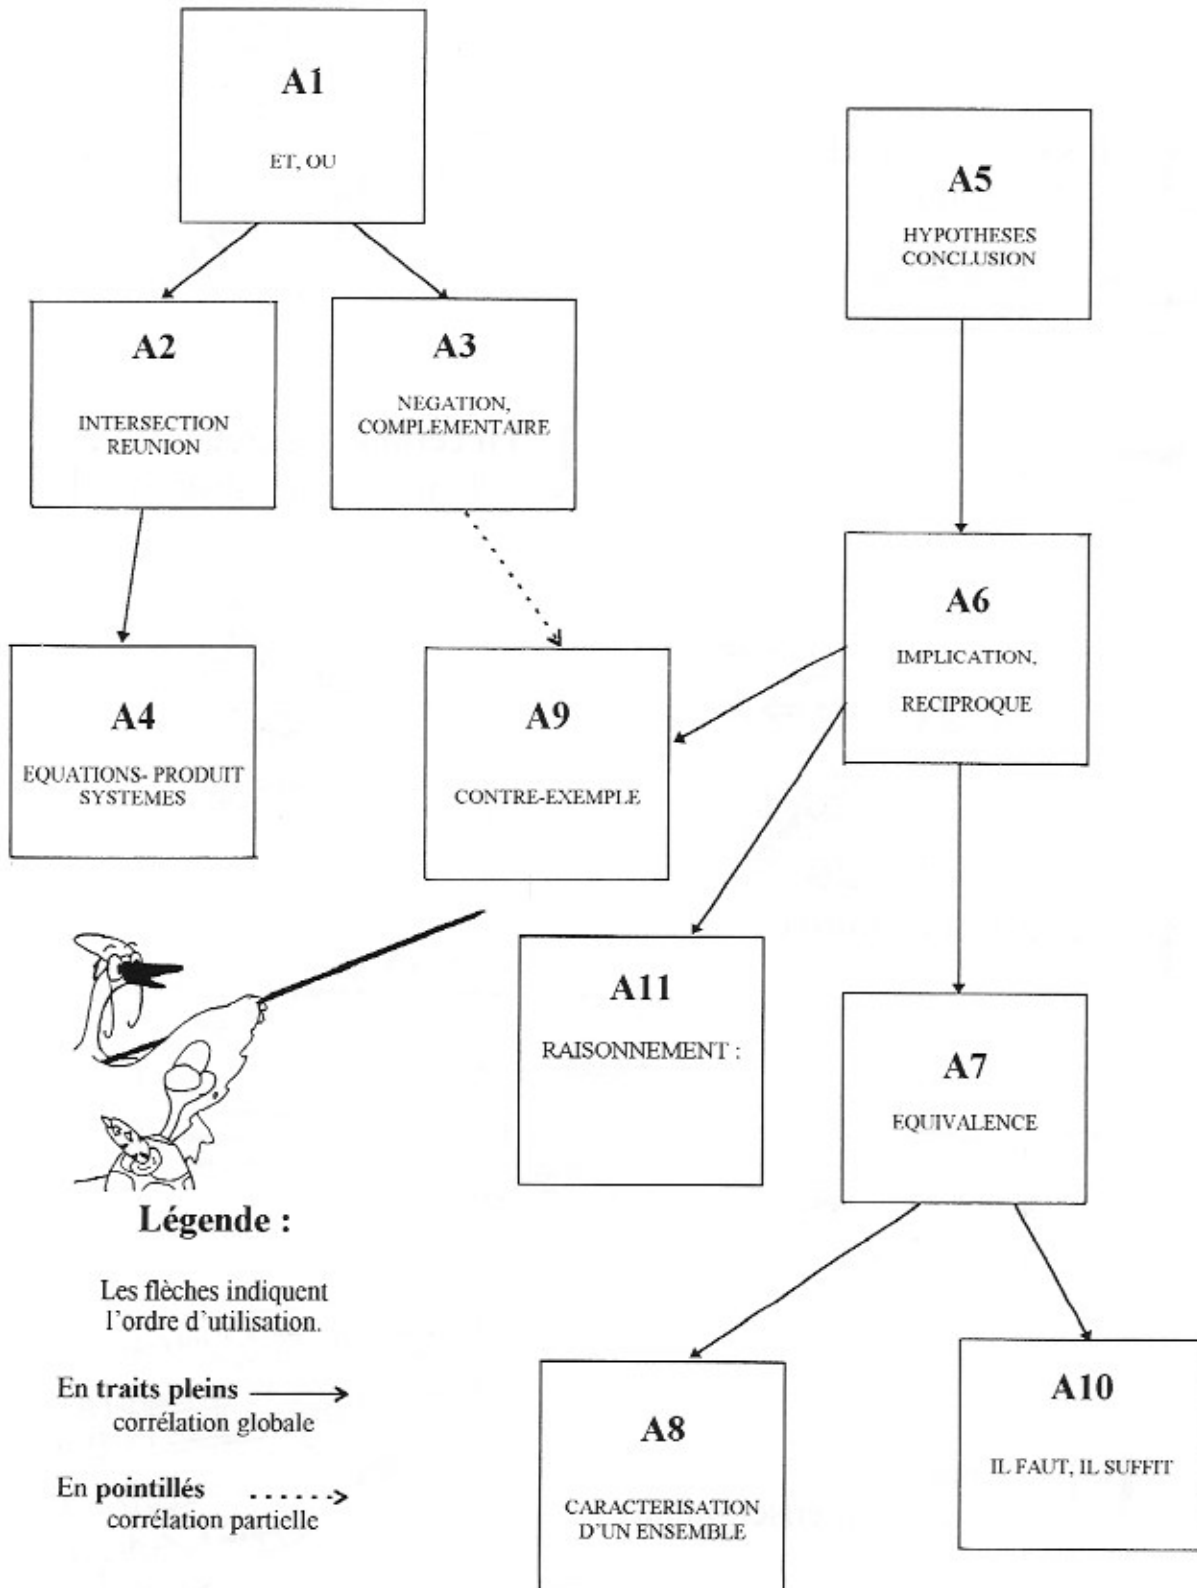 A1
ET, OU
A5
HYPOTHESES
CONCLUSION
A2
INTERSECTION
REUNION
A3
NEGATION,
COMPLEMENTAIRE
A6
IMPLICATION,
RECIPROQUE
A4
EQUATIONS- PRODUIT
SYSTEMES
A9
CONTRE-EXEMPLE
A11
RAISONNEMENT :
A7
EQUIVALENCE
Légende :
Les flèches indiquent
l'ordre d'utilisation.
En traits pleins
corrélation globale
En pointillés
corrélation partielle
A8
CARACTERISATION
D'UN ENSEMBLE
A10
IL FAUT, IL SUFFIT